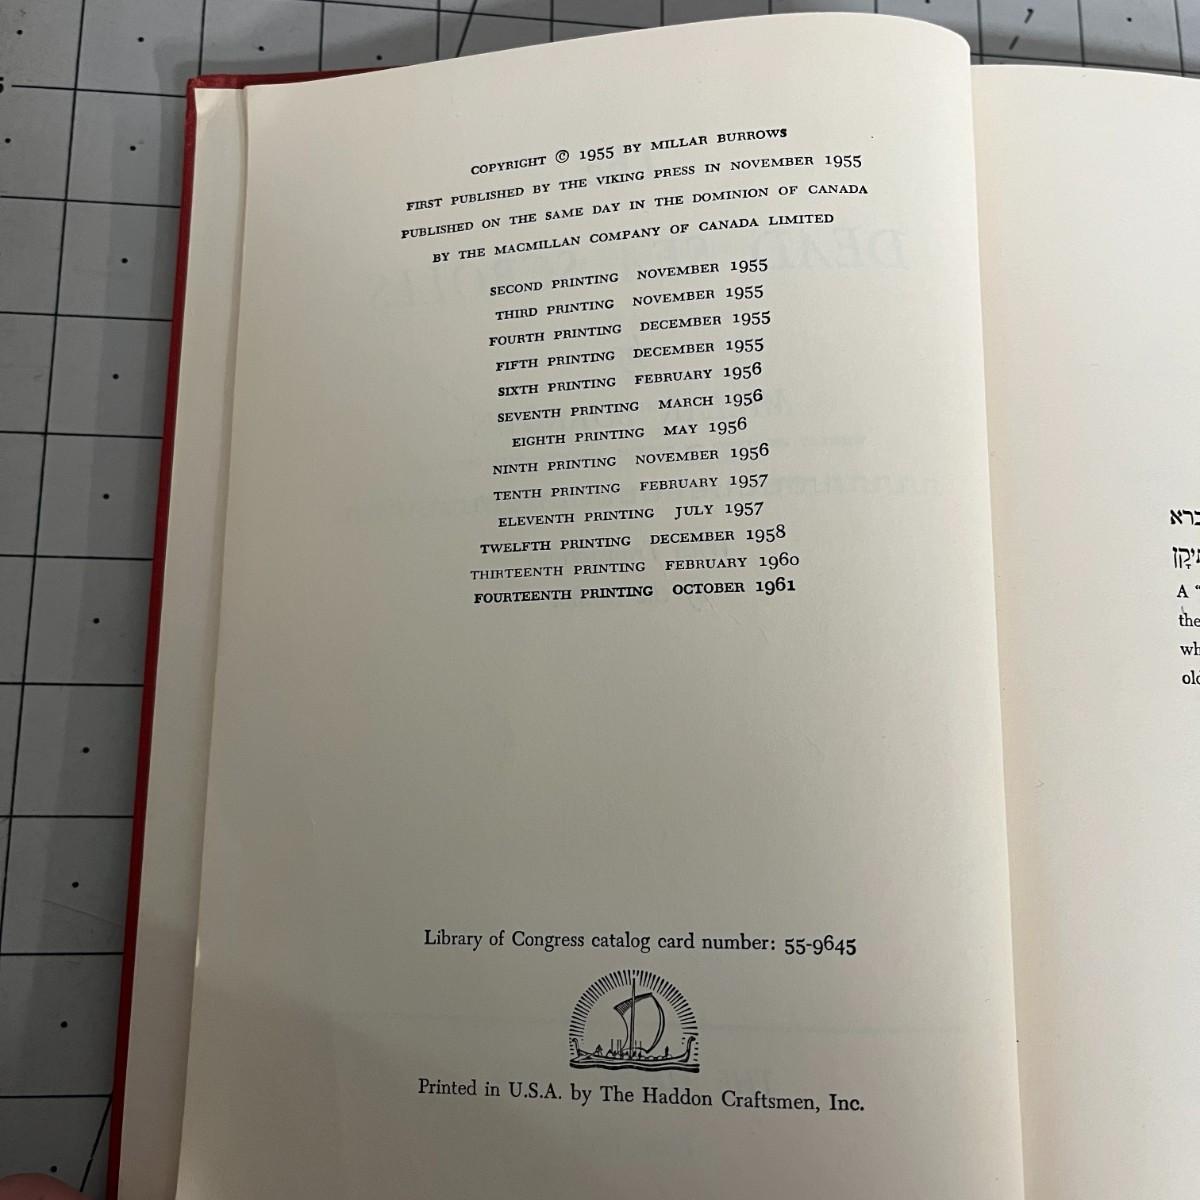 COPYRIGHT © 1955 BY MILLAR BURROWS
FIRST PUBLISHED BY THE VIKING PRESS IN NOVEMBER 1955
PUBLISHED ON THE SAME DAY IN THE DOMINION OF CANADA
BY THE MACMILLAN COMPANY OF CANADA LIMITED
SECOND PRINTING NOVEMBER 1955
THIRD PRINTING NOVEMBER 1955
FOURTH PRINTING DECEMBER 1955
FIFTH PRINTING DECEMBER 1955
SIXTH PRINTING FEBRUARY 1956
SEVENTH PRINTING MARCH 1956
EIGHTH PRINTING MAY 1956
NINTH PRINTING NOVEMBER 1956
TENTH PRINTING FEBRUARY 1957
ELEVENTH PRINTING JULY 1957
TWELFTH PRINTING DECEMBER 1958
THIRTEENTH PRINTING FEBRUARY 1960
FOURTEENTH PRINTING OCTOBER 1961
Library of Congress catalog card number: 55-9645
Printed in U.S.A. by The Haddon Craftsmen, Inc.
A "
the